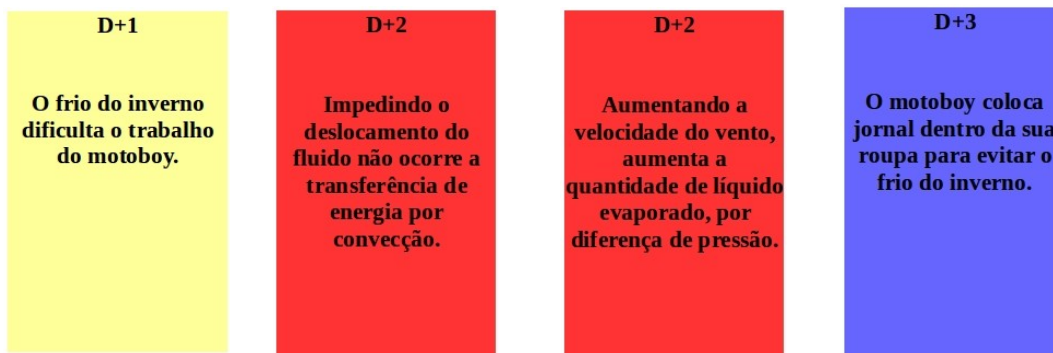 D+1
O frio do inverno
dificulta o trabalho
do motoboy.
D+2
Impedindo o
deslocamento do
fluido não ocorre a
transferência de
energia por
convecção.
D+2
Aumentando a
velocidade do vento,
aumenta a
quantidade de líquido
evaporado, por
diferença de pressão.
D+3
O motoboy coloca
jornal dentro da sua
roupa para evitar o
frio do inverno.